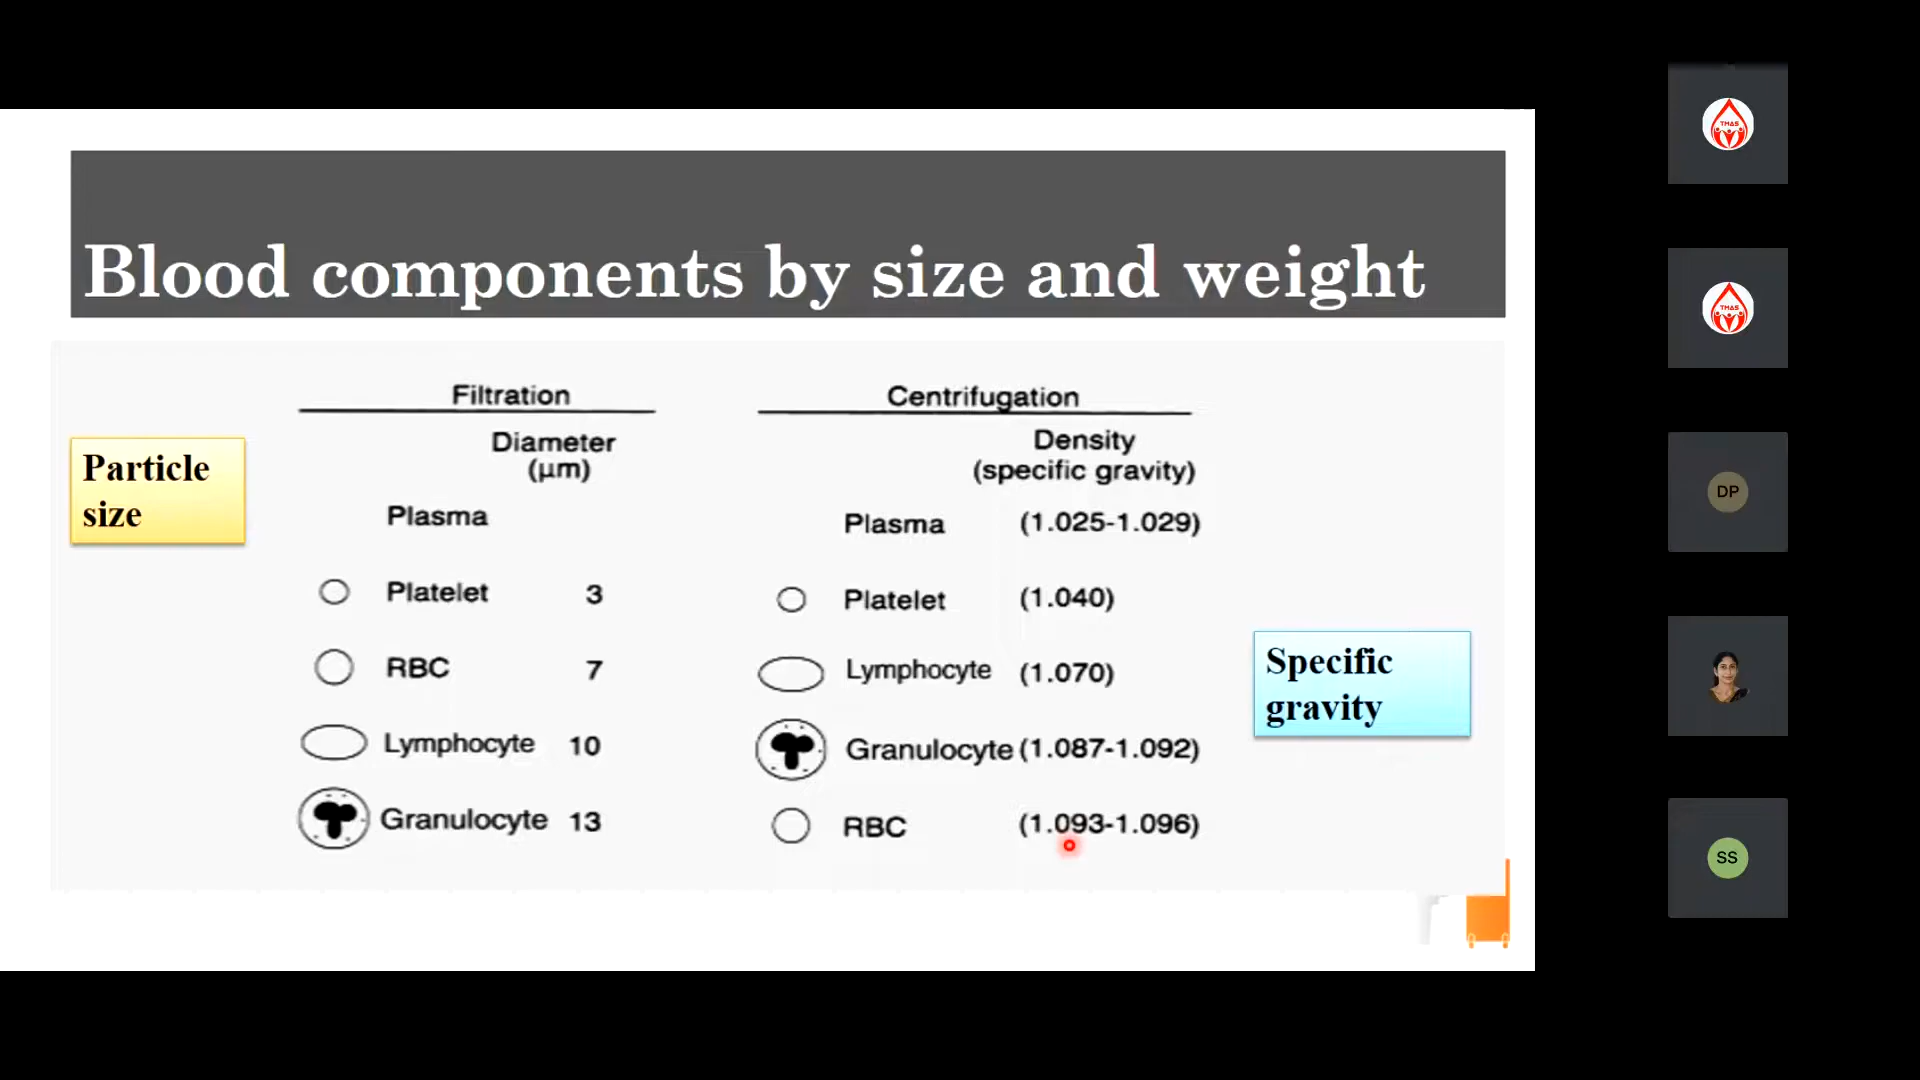 Blood components by size and weight
Particle
size
Filtration
Diameter
(μm)
Plasma
Platelet 3
RBC 7
Lymphocyte 10
Granulocyte 13
Centrifugation
Density
(specific gravity)
Plasma (1.025-1.029)
Platelet (1.040)
Lymphocyte (1.070)
Granulocyte (1.087-1.092)
RBC (1.093-1.096)
Specific
gravity
TMAS
TMAS
DP
SS